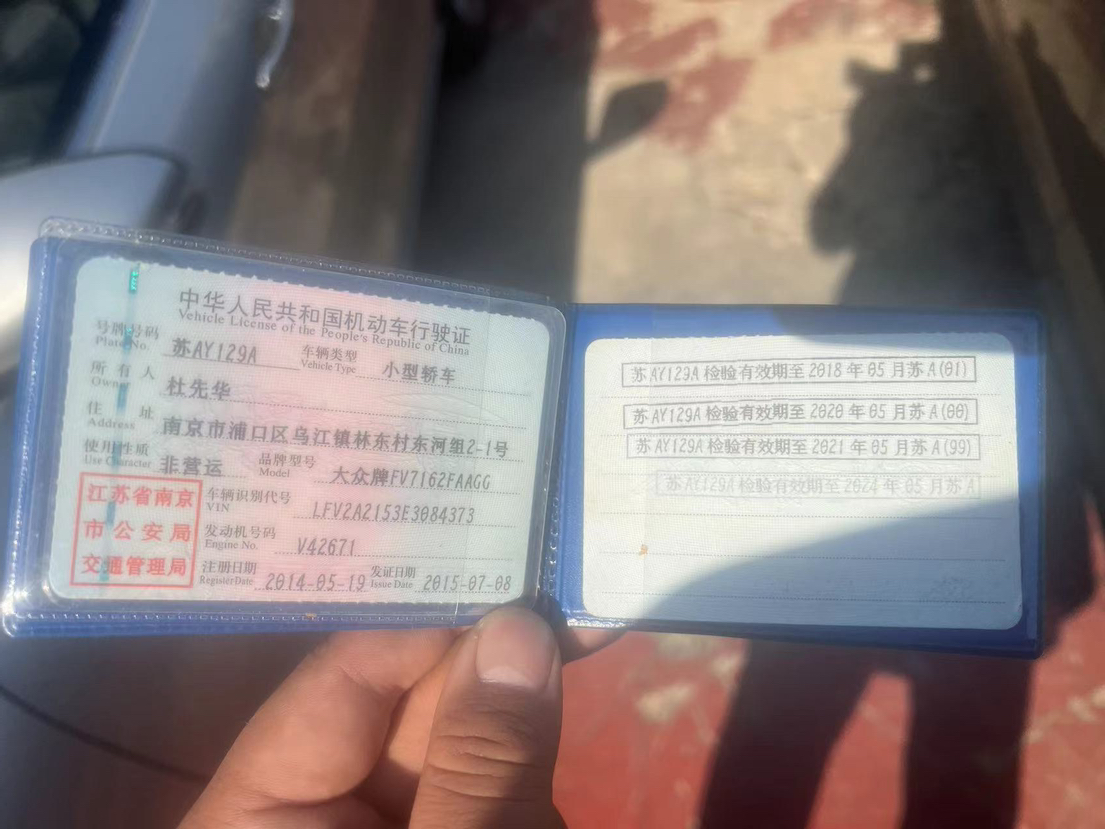 中华人民共和国机动车行驶证
Vehicle License of the People's Republic of China
号牌号码 苏AY129A 车辆类型 小型轿车
Plate No. Vehicle Type
所有人 杜先华
Owner
住址 南京市浦口区乌江镇林东村东河组2-1号
Address
使用性质 非营运 品牌型号 大众牌FV7162FAAGG
Use Character Model
江苏省南京
市公安局
交通管理局
车辆识别代号 LFV2A2153E3084373
VIN
发动机号码 V42671
Engine No.
注册日期 2014-05-19 发证日期 2015-07-08
Register Date Issue Date
苏AY129A检验有效期至2018年05月苏A(01)
苏AY129A检验有效期至2020年05月苏A(00)
苏AY129A检验有效期至2021年05月苏A(99)
苏AY129A检验有效期至2024年05月苏A